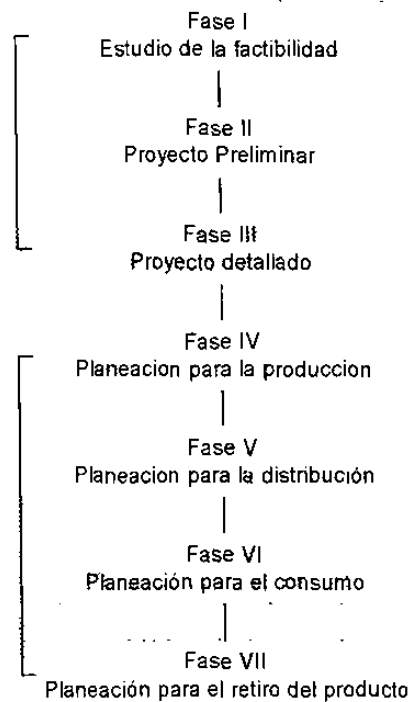 Fase I
Estudio de la factibilidad
Fase II
Proyecto Preliminar
Fase III
Proyecto detallado
Fase IV
Planeacion para la produccion
Fase V
Planeacion para la distribución
Fase VI
Planeación para el consumo
Fase VII
Planeación para el retiro del producto